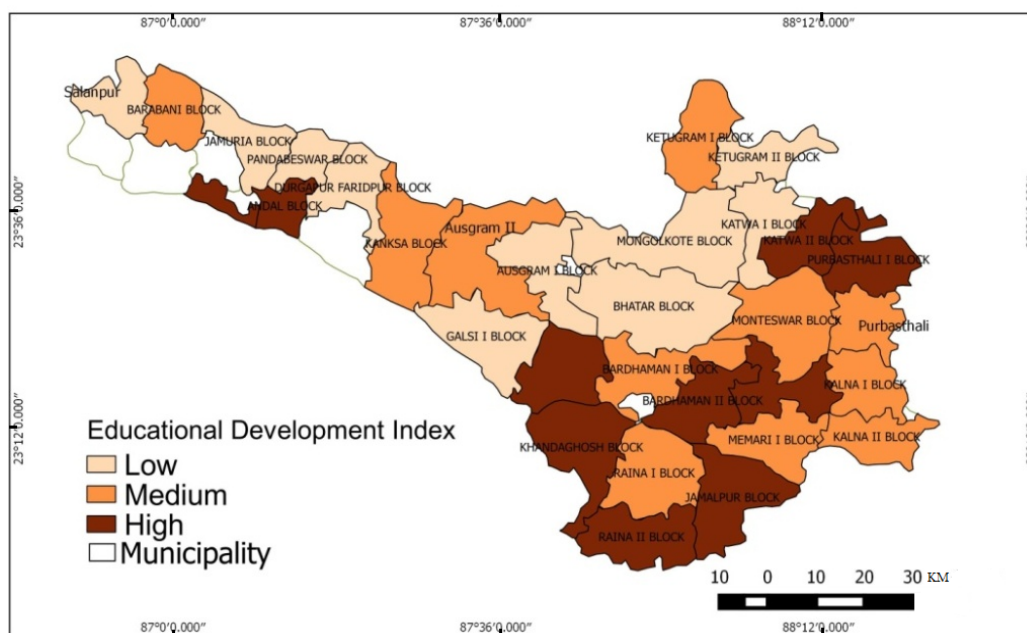 87°0′0.000″ 87°36′0.000″ 88°12′0.000″
Salanpur
BARABANI BLOCK
JAMURIA BLOCK
PANDABESWAR BLOCK
DURGAPUR FARIDPUR BLOCK
ANDAL BLOCK
KANKSA BLOCK
Ausgram II
AUSGRAM I BLOCK
KETUGRAM I BLOCK
KETUGRAM II BLOCK
MONGOLKOTE BLOCK
KATWA I BLOCK
KATWA II BLOCK
PURBASTHALI I BLOCK
GALSI I BLOCK
BHATAR BLOCK
MONTESWAR BLOCK
Purbasthali
BARDHAMAN I BLOCK
BARDHAMAN II BLOCK
KALNA I BLOCK
KHANDAGHOSH BLOCK
MEMARI I BLOCK
KALNA II BLOCK
RAINA I BLOCK
JAMALPUR BLOCK
RAINA II BLOCK
23°36′0.000″
23°12′0.000″
Educational Development Index
Low
Medium
High
Municipality
10 0 10 20 30 KM
87°0′0.000″ 87°36′0.000″ 88°12′0.000″